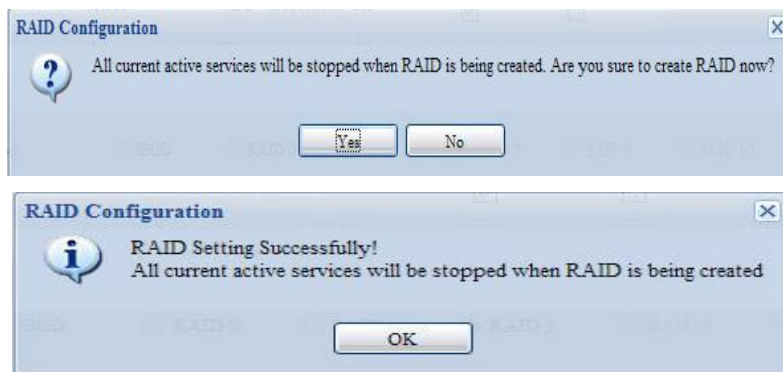 RAID Configuration
All current active services will be stopped when RAID is being created. Are you sure to create RAID now?
Yes
No
RAID Configuration
RAID Setting Successfully!
All current active services will be stopped when RAID is being created
OK